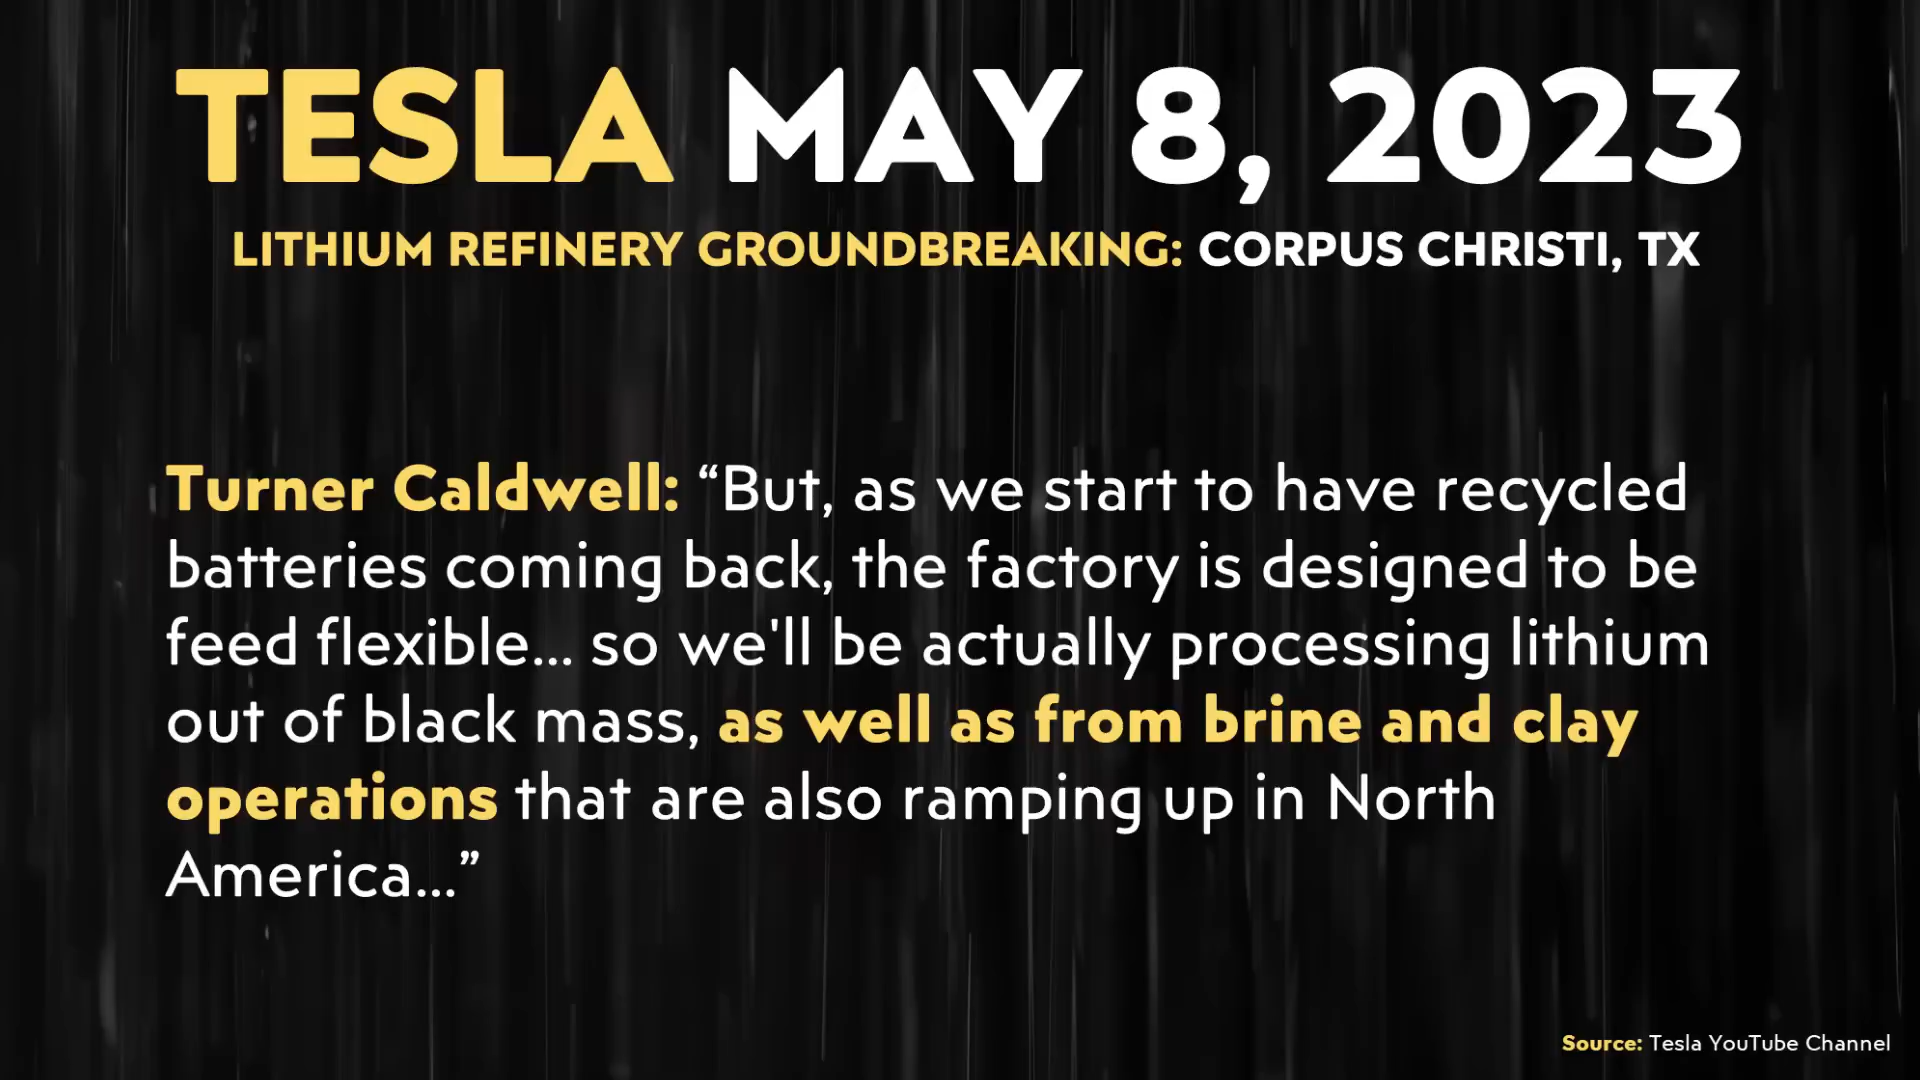 TESLA MAY 8, 2023
LITHIUM REFINERY GROUNDBREAKING: CORPUS CHRISTI, TX
Turner Caldwell: “But, as we start to have recycled
batteries coming back, the factory is designed to be
feed flexible... so we'll be actually processing lithium
out of black mass, as well as from brine and clay
operations that are also ramping up in North
America...”
Source: Tesla YouTube Channel